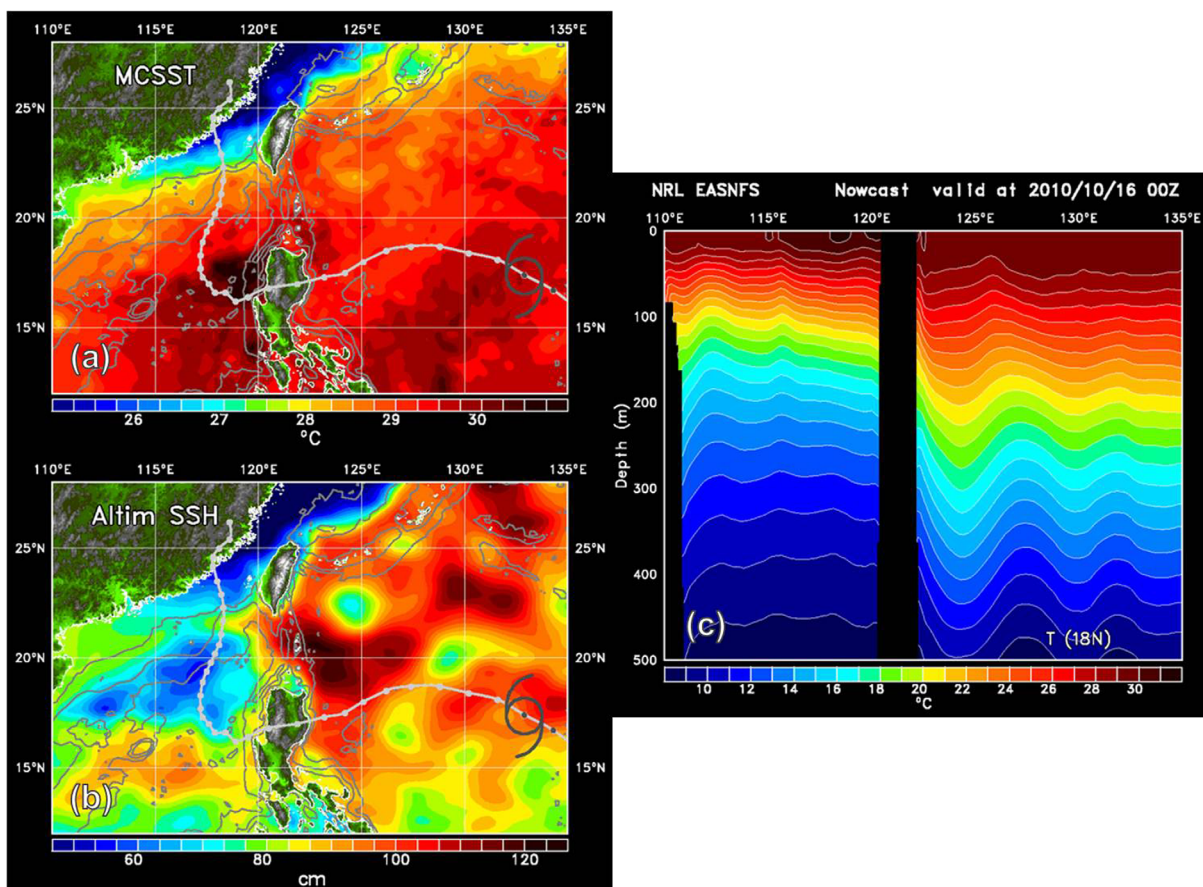 110°E 115°E 120°E 125°E 130°E 135°E
MCSST
25°N 25°N
20°N 20°N
15°N 15°N
(a)
26 27 28 29 30
°C
110°E 115°E 120°E 125°E 130°E 135°E
Altim SSH
25°N 25°N
20°N 20°N
15°N 15°N
(b)
60 80 100 120
cm
NRL EASNFS Nowcast valid at 2010/10/16 00Z
110°E 115°E 120°E 125°E 130°E 135°E
0
100
200
Depth (m)
300
400
(c) T (18N)
500
10 12 14 16 18 20 22 24 26 28 30
°C